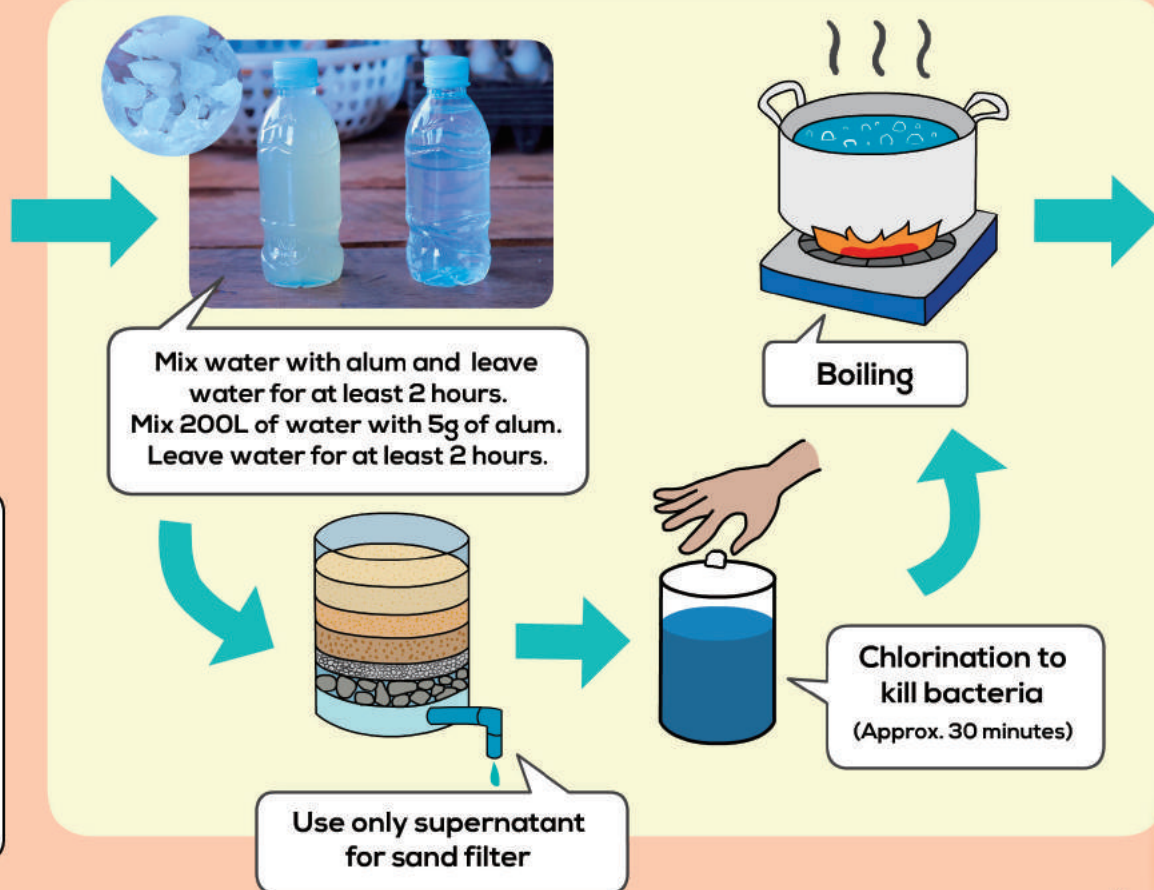 Mix water with alum and leave
water for at least 2 hours.
Mix 200L of water with 5g of alum.
Leave water for at least 2 hours.
Use only supernatant
for sand filter
Chlorination to
kill bacteria
(Approx. 30 minutes)
Boiling